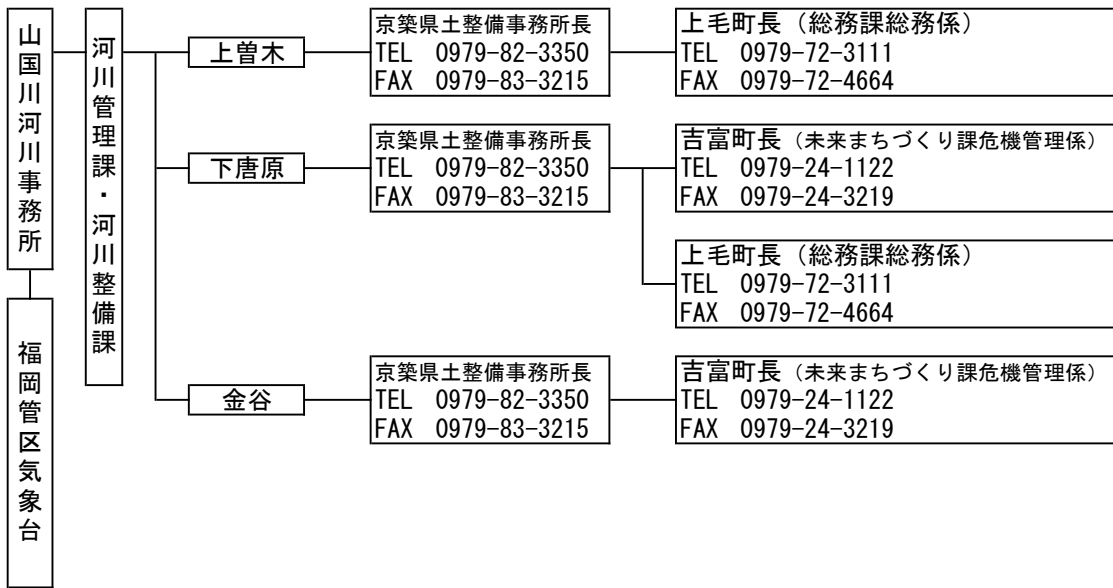 山国川河川事務所
福岡管区気象台
河川管理課・河川整備課
上曽木
京築県土整備事務所長
TEL 0979-82-3350
FAX 0979-83-3215
上毛町長（総務課総務係）
TEL 0979-72-3111
FAX 0979-72-4664
下唐原
京築県土整備事務所長
TEL 0979-82-3350
FAX 0979-83-3215
吉富町長（未来まちづくり課危機管理係）
TEL 0979-24-1122
FAX 0979-24-3219
上毛町長（総務課総務係）
TEL 0979-72-3111
FAX 0979-72-4664
金谷
京築県土整備事務所長
TEL 0979-82-3350
FAX 0979-83-3215
吉富町長（未来まちづくり課危機管理係）
TEL 0979-24-1122
FAX 0979-24-3219